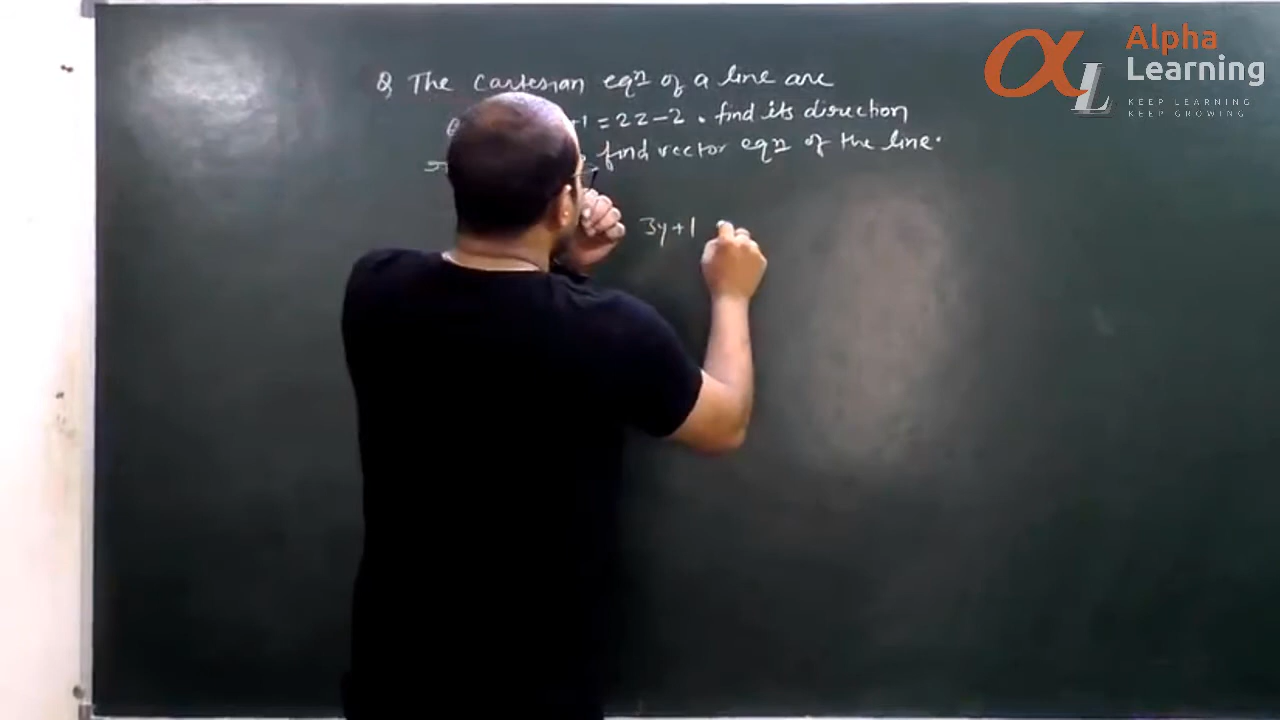 Q The Cartesian eqn of a line are
+1 = 2z-2 . find its direction
find vector eqn of the line.
3y+1
Alpha
Learning
KEEP LEARNING
KEEP GROWING
αL